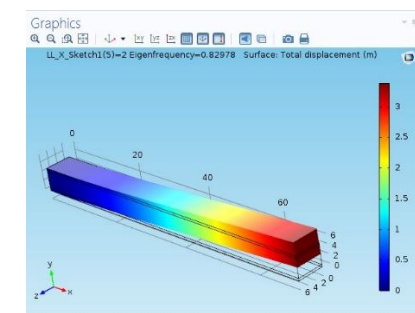 Graphics
LL_X_Sketch1(5)=2 Eigenfrequency=0.82978 Surface: Total displacement (m)
0
20
40
60
6
4
2
0
6 4 2 0
3
2.5
2
1.5
1
0.5
0
y
z
x